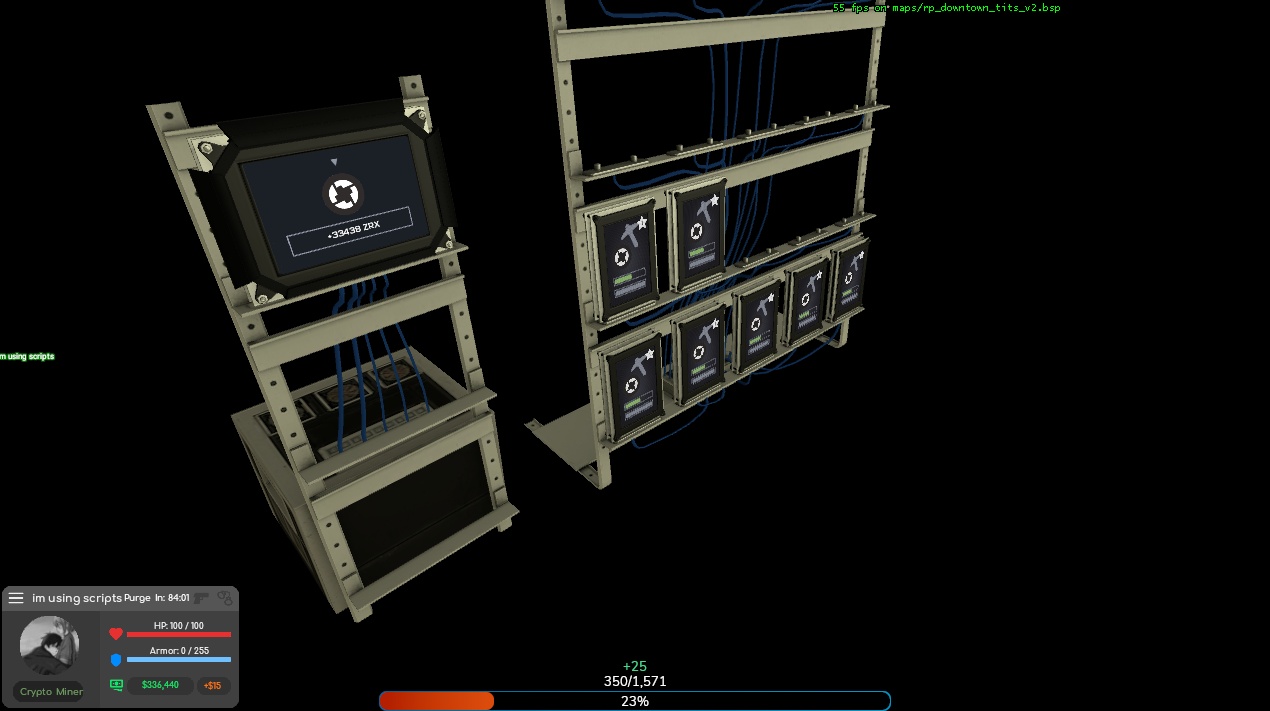 55 fps on maps/rp_downtown_tits_v2.bsp
+33438 ZRX
m using scripts
im using scripts Purge In: 84:01
HP: 100 / 100
Armor: 0 / 255
$336,440 +$15
Crypto Miner
+25
350/1,571
23%